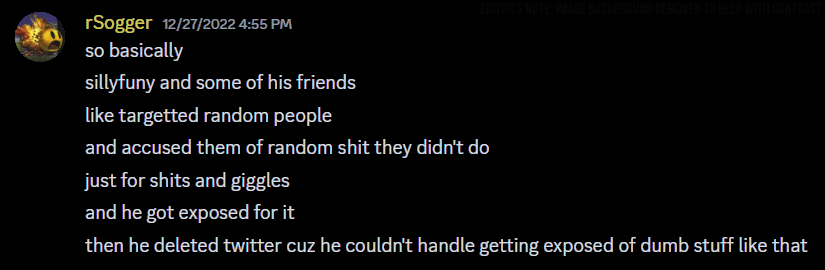 EDITOR'S NOTE: IMAGE BACKGROUND REMOVED TO HELP WITH CONTRAST
rSogger 12/27/2022 4:55 PM
so basically
sillyfuny and some of his friends
like targetted random people
and accused them of random shit they didn't do
just for shits and giggles
and he got exposed for it
then he deleted twitter cuz he couldn't handle getting exposed of dumb stuff like that